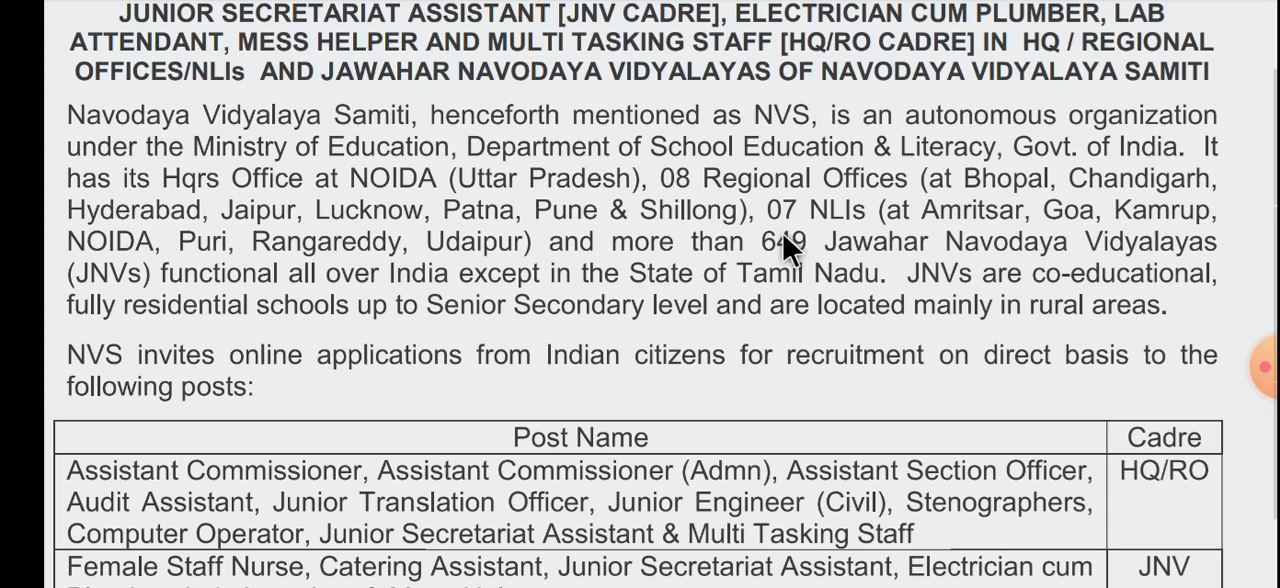 JUNIOR SECRETARIAT ASSISTANT [JNV CADRE], ELECTRICIAN CUM PLUMBER, LAB
ATTENDANT, MESS HELPER AND MULTI TASKING STAFF [HQ/RO CADRE] IN HQ / REGIONAL
OFFICES/NLIs AND JAWAHAR NAVODAYA VIDYALAYAS OF NAVODAYA VIDYALAYA SAMITI
Navodaya Vidyalaya Samiti, henceforth mentioned as NVS, is an autonomous organization
under the Ministry of Education, Department of School Education & Literacy, Govt. of India. It
has its Hqrs Office at NOIDA (Uttar Pradesh), 08 Regional Offices (at Bhopal, Chandigarh,
Hyderabad, Jaipur, Lucknow, Patna, Pune & Shillong), 07 NLIs (at Amritsar, Goa, Kamrup,
NOIDA, Puri, Rangareddy, Udaipur) and more than 649 Jawahar Navodaya Vidyalayas
(JNVs) functional all over India except in the State of Tamil Nadu. JNVs are co-educational,
fully residential schools up to Senior Secondary level and are located mainly in rural areas.
NVS invites online applications from Indian citizens for recruitment on direct basis to the
following posts:
Post Name Cadre
Assistant Commissioner, Assistant Commissioner (Admn), Assistant Section Officer, HQ/RO
Audit Assistant, Junior Translation Officer, Junior Engineer (Civil), Stenographers,
Computer Operator, Junior Secretariat Assistant & Multi Tasking Staff
Female Staff Nurse, Catering Assistant, Junior Secretariat Assistant, Electrician cum JNV